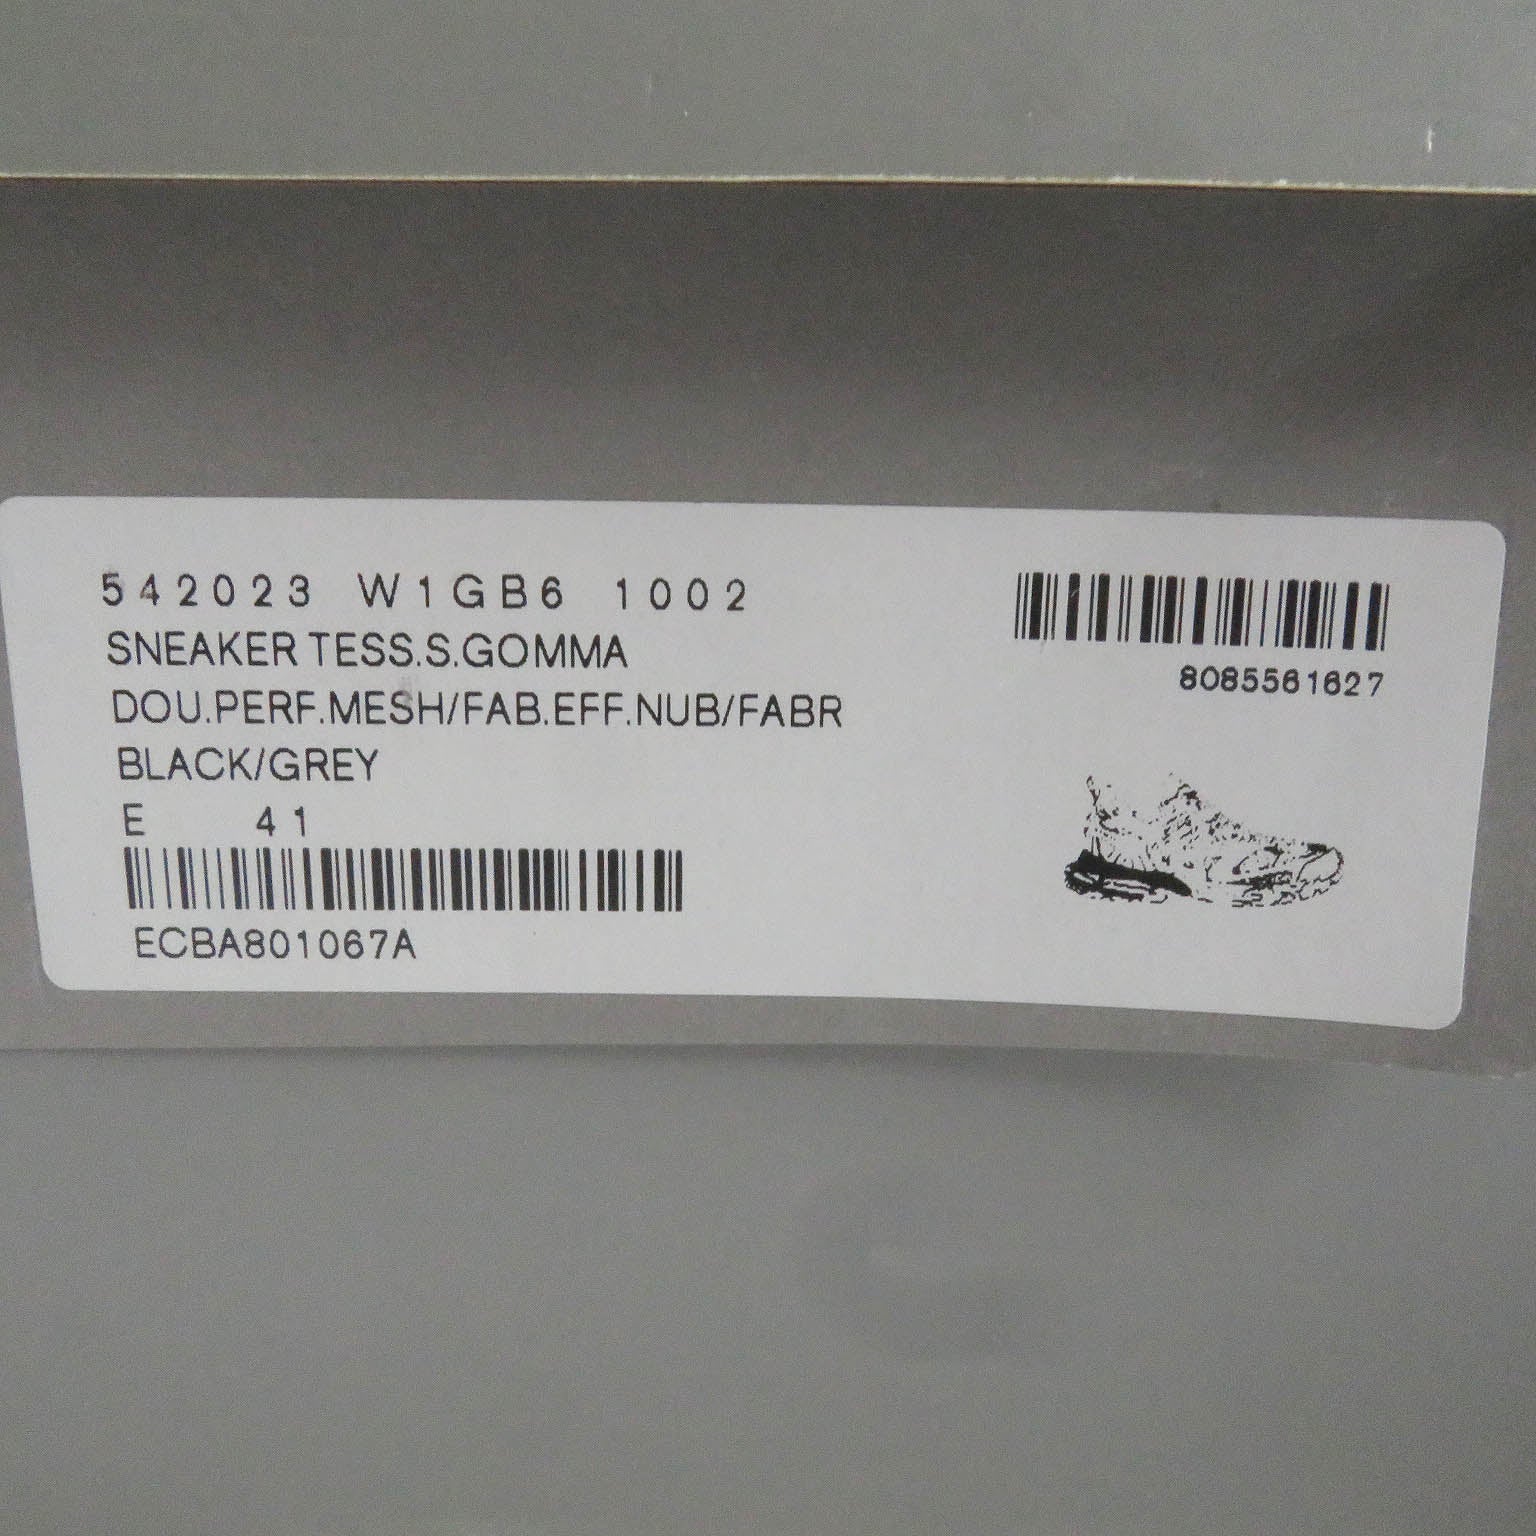 542023 W1GB6 1002
SNEAKER TESS.S.GOMMA
DOU.PERF.MESH/FAB.EFF.NUB/FABR
BLACK/GREY
E 41
ECBA801067A
8085561627